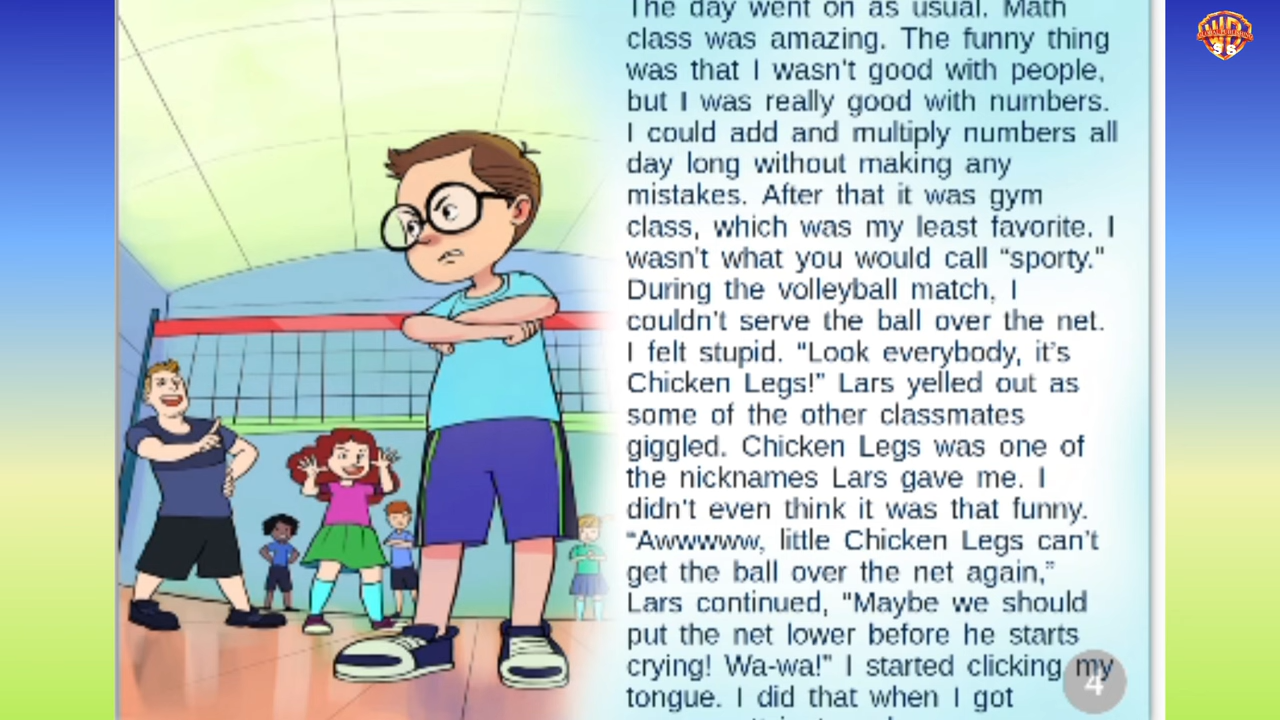 The day went on as usual. Math
class was amazing. The funny thing
was that I wasn't good with people,
but I was really good with numbers.
I could add and multiply numbers all
day long without making any
mistakes. After that it was gym
class, which was my least favorite. I
wasn't what you would call “sporty."
During the volleyball match, I
couldn't serve the ball over the net.
I felt stupid. “Look everybody, it’s
Chicken Legs!” Lars yelled out as
some of the other classmates
giggled. Chicken Legs was one of
the nicknames Lars gave me. I
didn't even think it was that funny.
“Awwwww, little Chicken Legs can’t
get the ball over the net again,”
Lars continued, “Maybe we should
put the net lower before he starts
crying! Wa-wa!” I started clicking my
tongue. I did that when I got
4